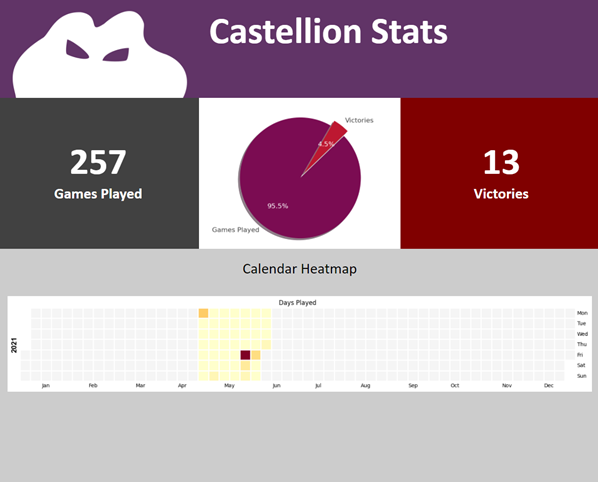 Castellion Stats
257
Games Played
Victories
4.5%
95.5%
Games Played
13
Victories
Calendar Heatmap
Days Played
2021
Mon
Tue
Wed
Thu
Fri
Sat
Sun
Jan Feb Mar Apr May Jun Jul Aug Sep Oct Nov Dec